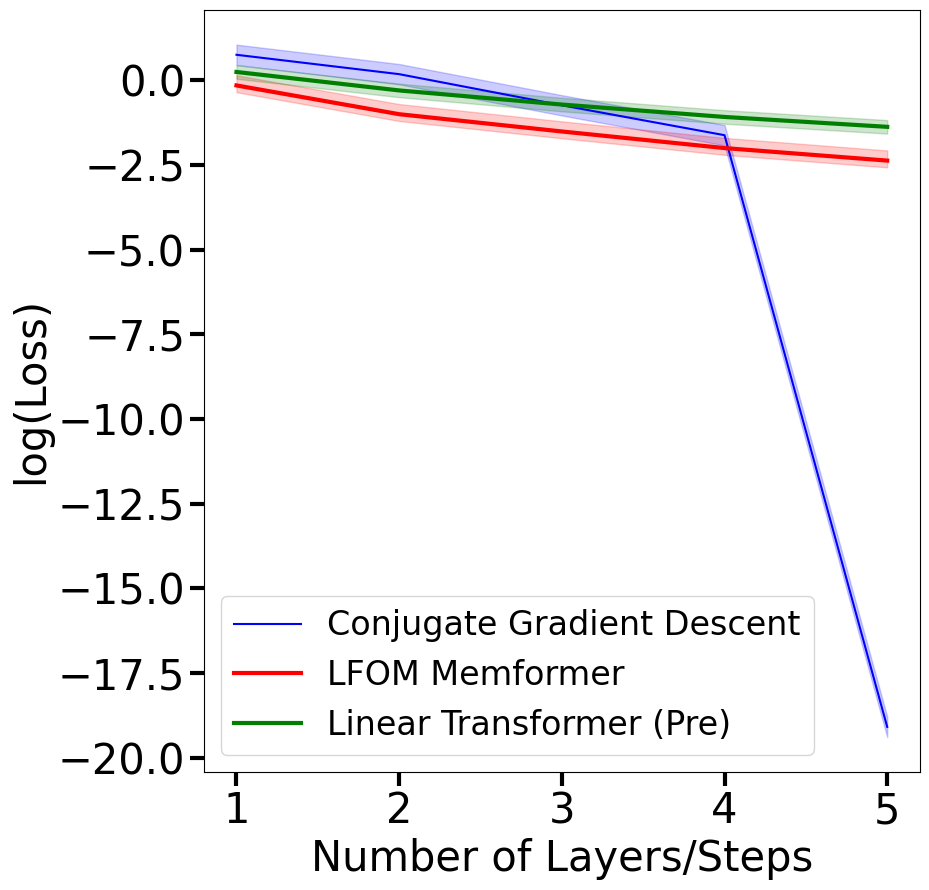 0.0
−2.5
−5.0
−7.5
−10.0
−12.5
−15.0
−17.5
−20.0
log(Loss)
Conjugate Gradient Descent
LFOM Memformer
Linear Transformer (Pre)
1 2 3 4 5
Number of Layers/Steps